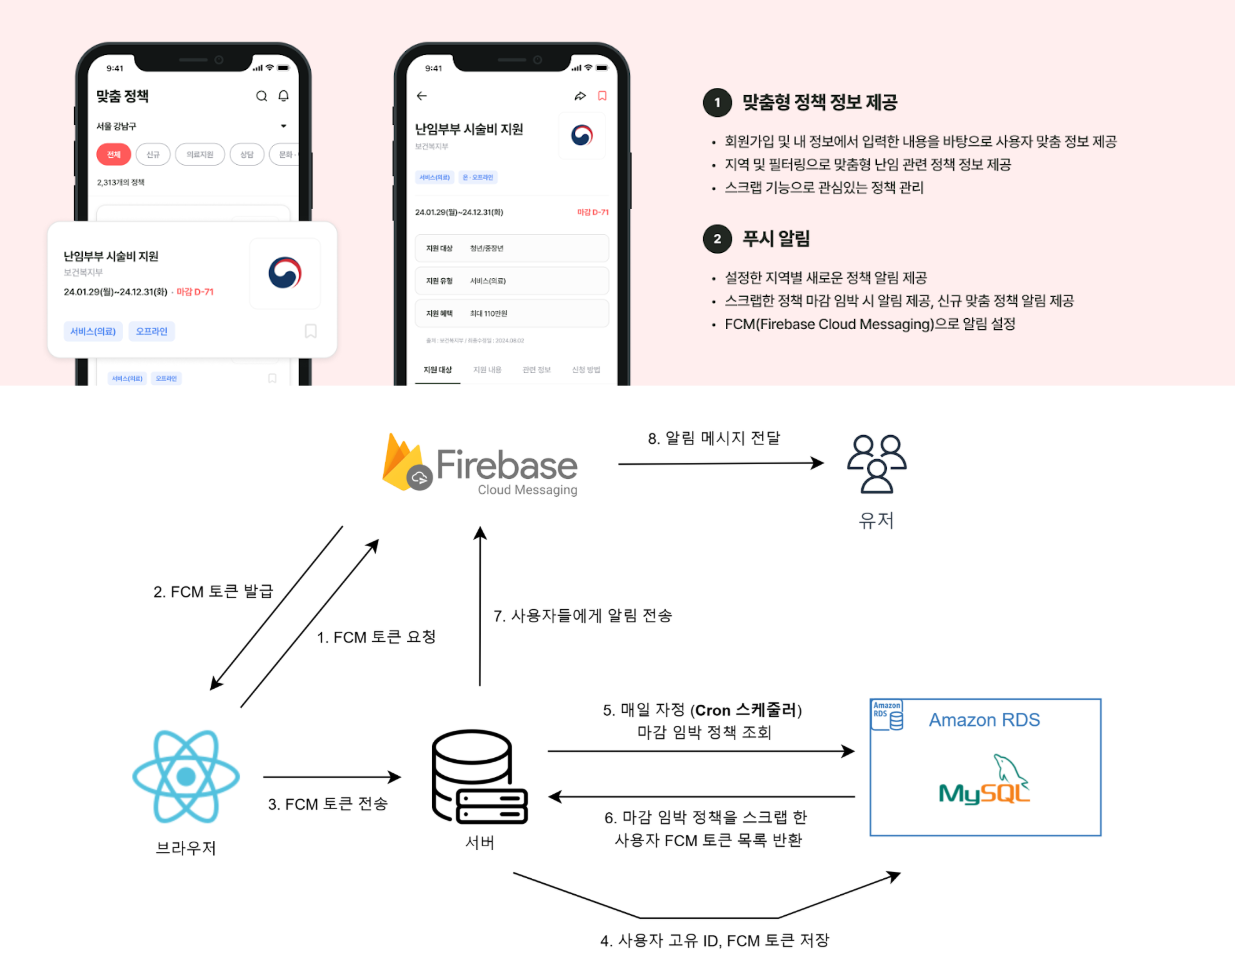 9:41
맞춤 정책
서울 강남구
전체
신규
의료지원
상담
문화 ·
2,313개의 정책
난임부부 시술비 지원
보건복지부
24.01.29(월)~24.12.31(화) · 마감 D-71
서비스(의료)
오프라인
서비스(의료)
오프라인
9:41
난임부부 시술비 지원
보건복지부
서비스(의료)
온 · 오프라인
24.01.29(월)~24.12.31(화)
마감 D-71
지원 대상 청년/중장년
지원 유형 서비스(의료)
지원 혜택 최대 110만원
출처 : 보건복지부 | 최종수정일 : 2024.08.02
지원 대상
지원 내용
관련 정보
신청 방법
1 맞춤형 정책 정보 제공
• 회원가입 및 내 정보에서 입력한 내용을 바탕으로 사용자 맞춤 정보 제공
• 지역 및 필터링으로 맞춤형 난임 관련 정책 정보 제공
• 스크랩 기능으로 관심있는 정책 관리
2 푸시 알림
• 설정한 지역별 새로운 정책 알림 제공
• 스크랩한 정책 마감 임박 시 알림 제공, 신규 맞춤 정책 알림 제공
• FCM(Firebase Cloud Messaging)으로 알림 설정
Firebase
Cloud Messaging
8. 알림 메시지 전달
유저
2. FCM 토큰 발급
1. FCM 토큰 요청
7. 사용자들에게 알림 전송
5. 매일 자정 (Cron 스케줄러)
마감 임박 정책 조회
Amazon
RDS
Amazon RDS
MySQL
3. FCM 토큰 전송
6. 마감 임박 정책을 스크랩 한
사용자 FCM 토큰 목록 반환
브라우저
서버
4. 사용자 고유 ID, FCM 토큰 저장